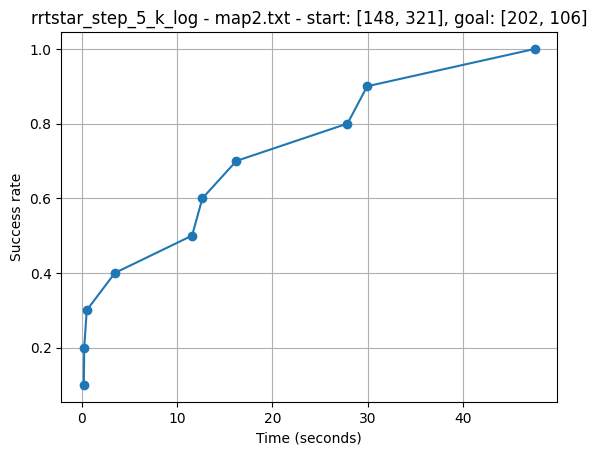 rrtstar_step_5_k_log - map2.txt - start: [148, 321], goal: [202, 106]
1.0
0.8
0.6
0.4
0.2
Success rate
0 10 20 30 40
Time (seconds)